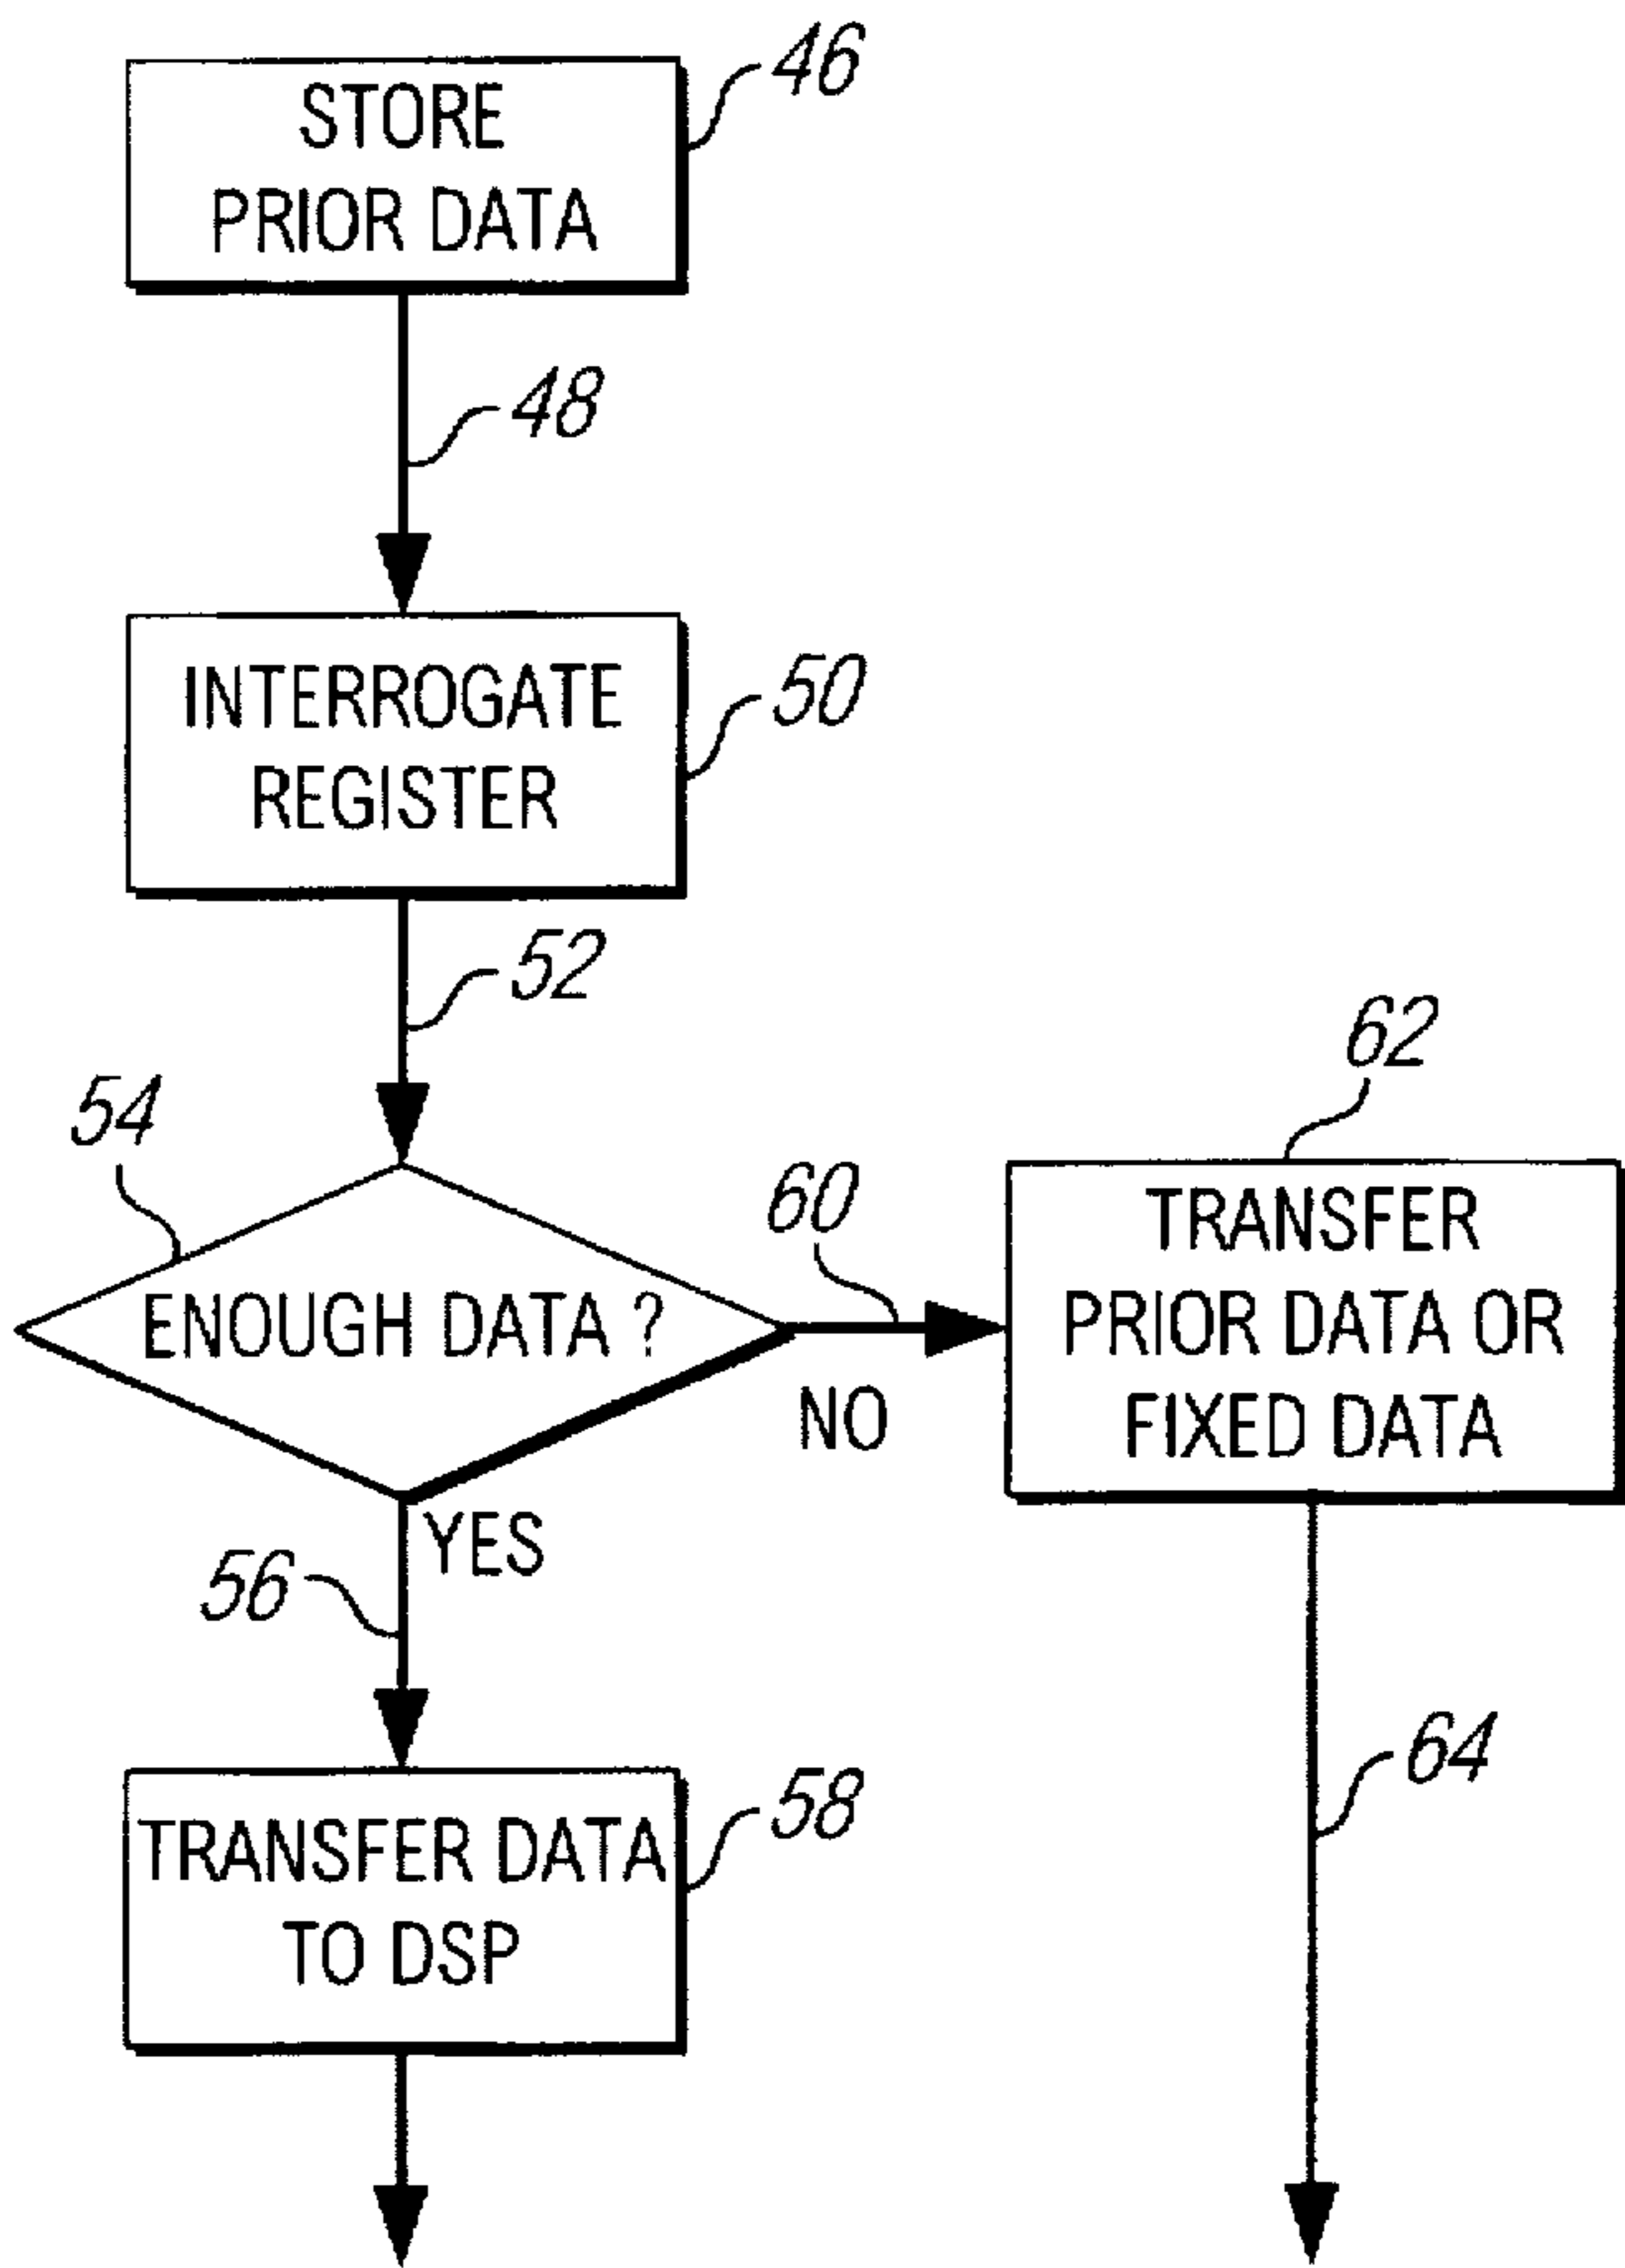 46
STORE
PRIOR DATA
48
INTERROGATE
REGISTER
50
52
54
ENOUGH DATA ?
60
NO
62
TRANSFER
PRIOR DATA OR
FIXED DATA
YES
56
64
TRANSFER DATA
TO DSP
58